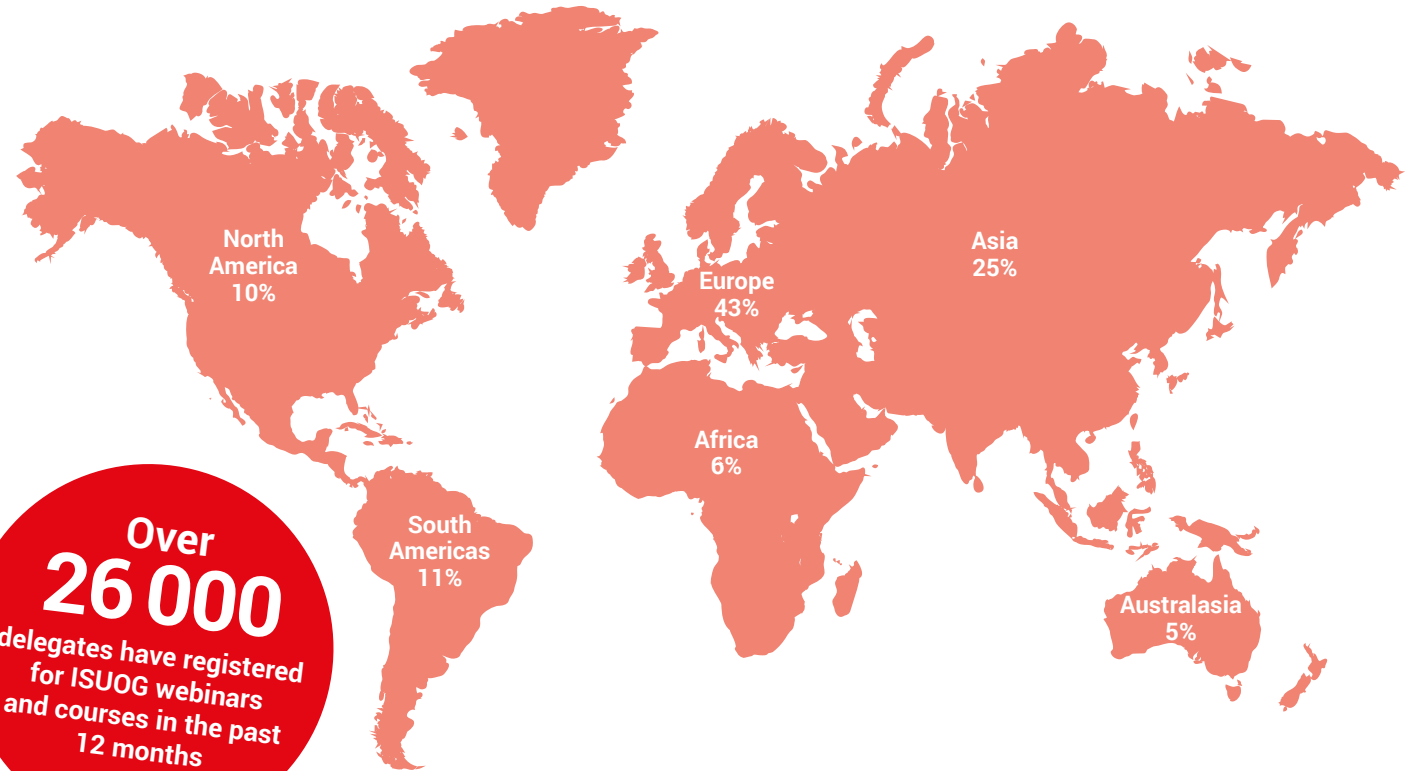 North
America
10%
Europe
43%
Asia
25%
Africa
6%
South
Americas
11%
Australasia
5%
Over
26 000
delegates have registered
for ISUOG webinars
and courses in the past
12 months